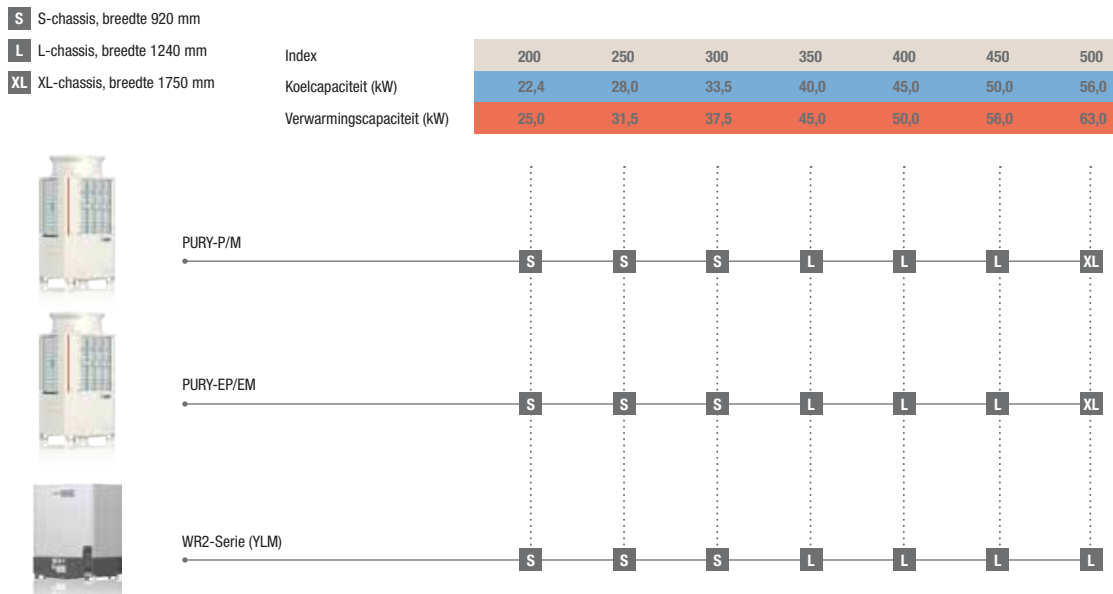 S S-chassis, breedte 920 mm
L L-chassis, breedte 1240 mm
XL XL-chassis, breedte 1750 mm
Index 200 250 300 350 400 450 500
Koelcapaciteit (kW) 22,4 28,0 33,5 40,0 45,0 50,0 56,0
Verwarmingscapaciteit (kW) 25,0 31,5 37,5 45,0 50,0 56,0 63,0
PURY-P/M
S S S L L L XL
PURY-EP/EM
S S S L L L XL
WR2-Serie (YLM)
S S S L L L L